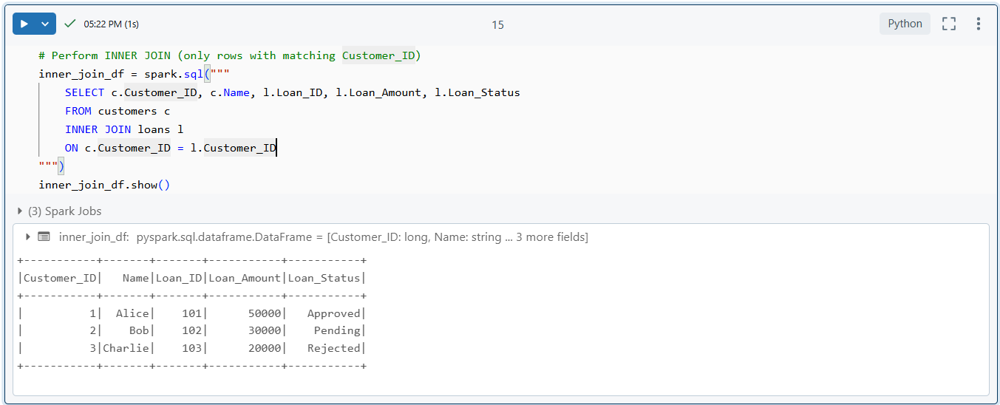 05:22 PM (1s)
15
Python
# Perform INNER JOIN (only rows with matching Customer_ID)
inner_join_df = spark.sql("""
    SELECT c.Customer_ID, c.Name, l.Loan_ID, l.Loan_Amount, l.Loan_Status
    FROM customers c
    INNER JOIN loans l
    ON c.Customer_ID = l.Customer_ID
""")
inner_join_df.show()
(3) Spark Jobs
inner_join_df: pyspark.sql.dataframe.DataFrame = [Customer_ID: long, Name: string ... 3 more fields]
+-----------+-------+-------+-----------+-----------+
|Customer_ID|   Name|Loan_ID|Loan_Amount|Loan_Status|
+-----------+-------+-------+-----------+-----------+
|          1|  Alice|    101|      50000|   Approved|
|          2|    Bob|    102|      30000|    Pending|
|          3|Charlie|    103|      20000|   Rejected|
+-----------+-------+-------+-----------+-----------+